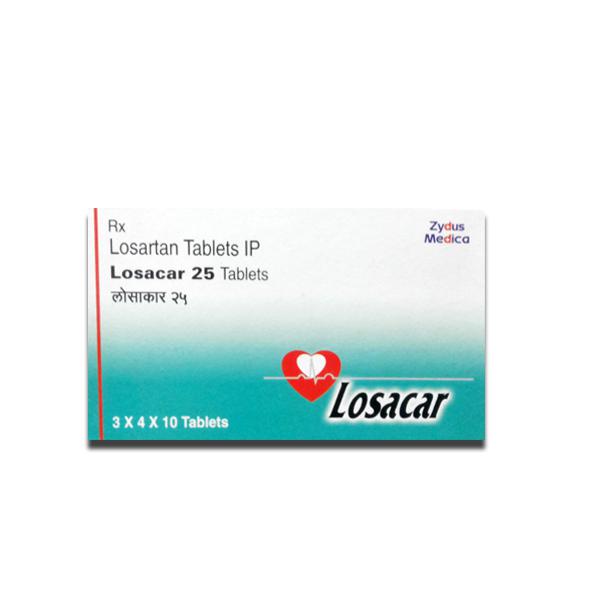 Rx
Losartan Tablets IP
Losacar 25 Tablets
लोसाकार २५
Zydus
Medica
Losacar
3 X 4 X 10 Tablets